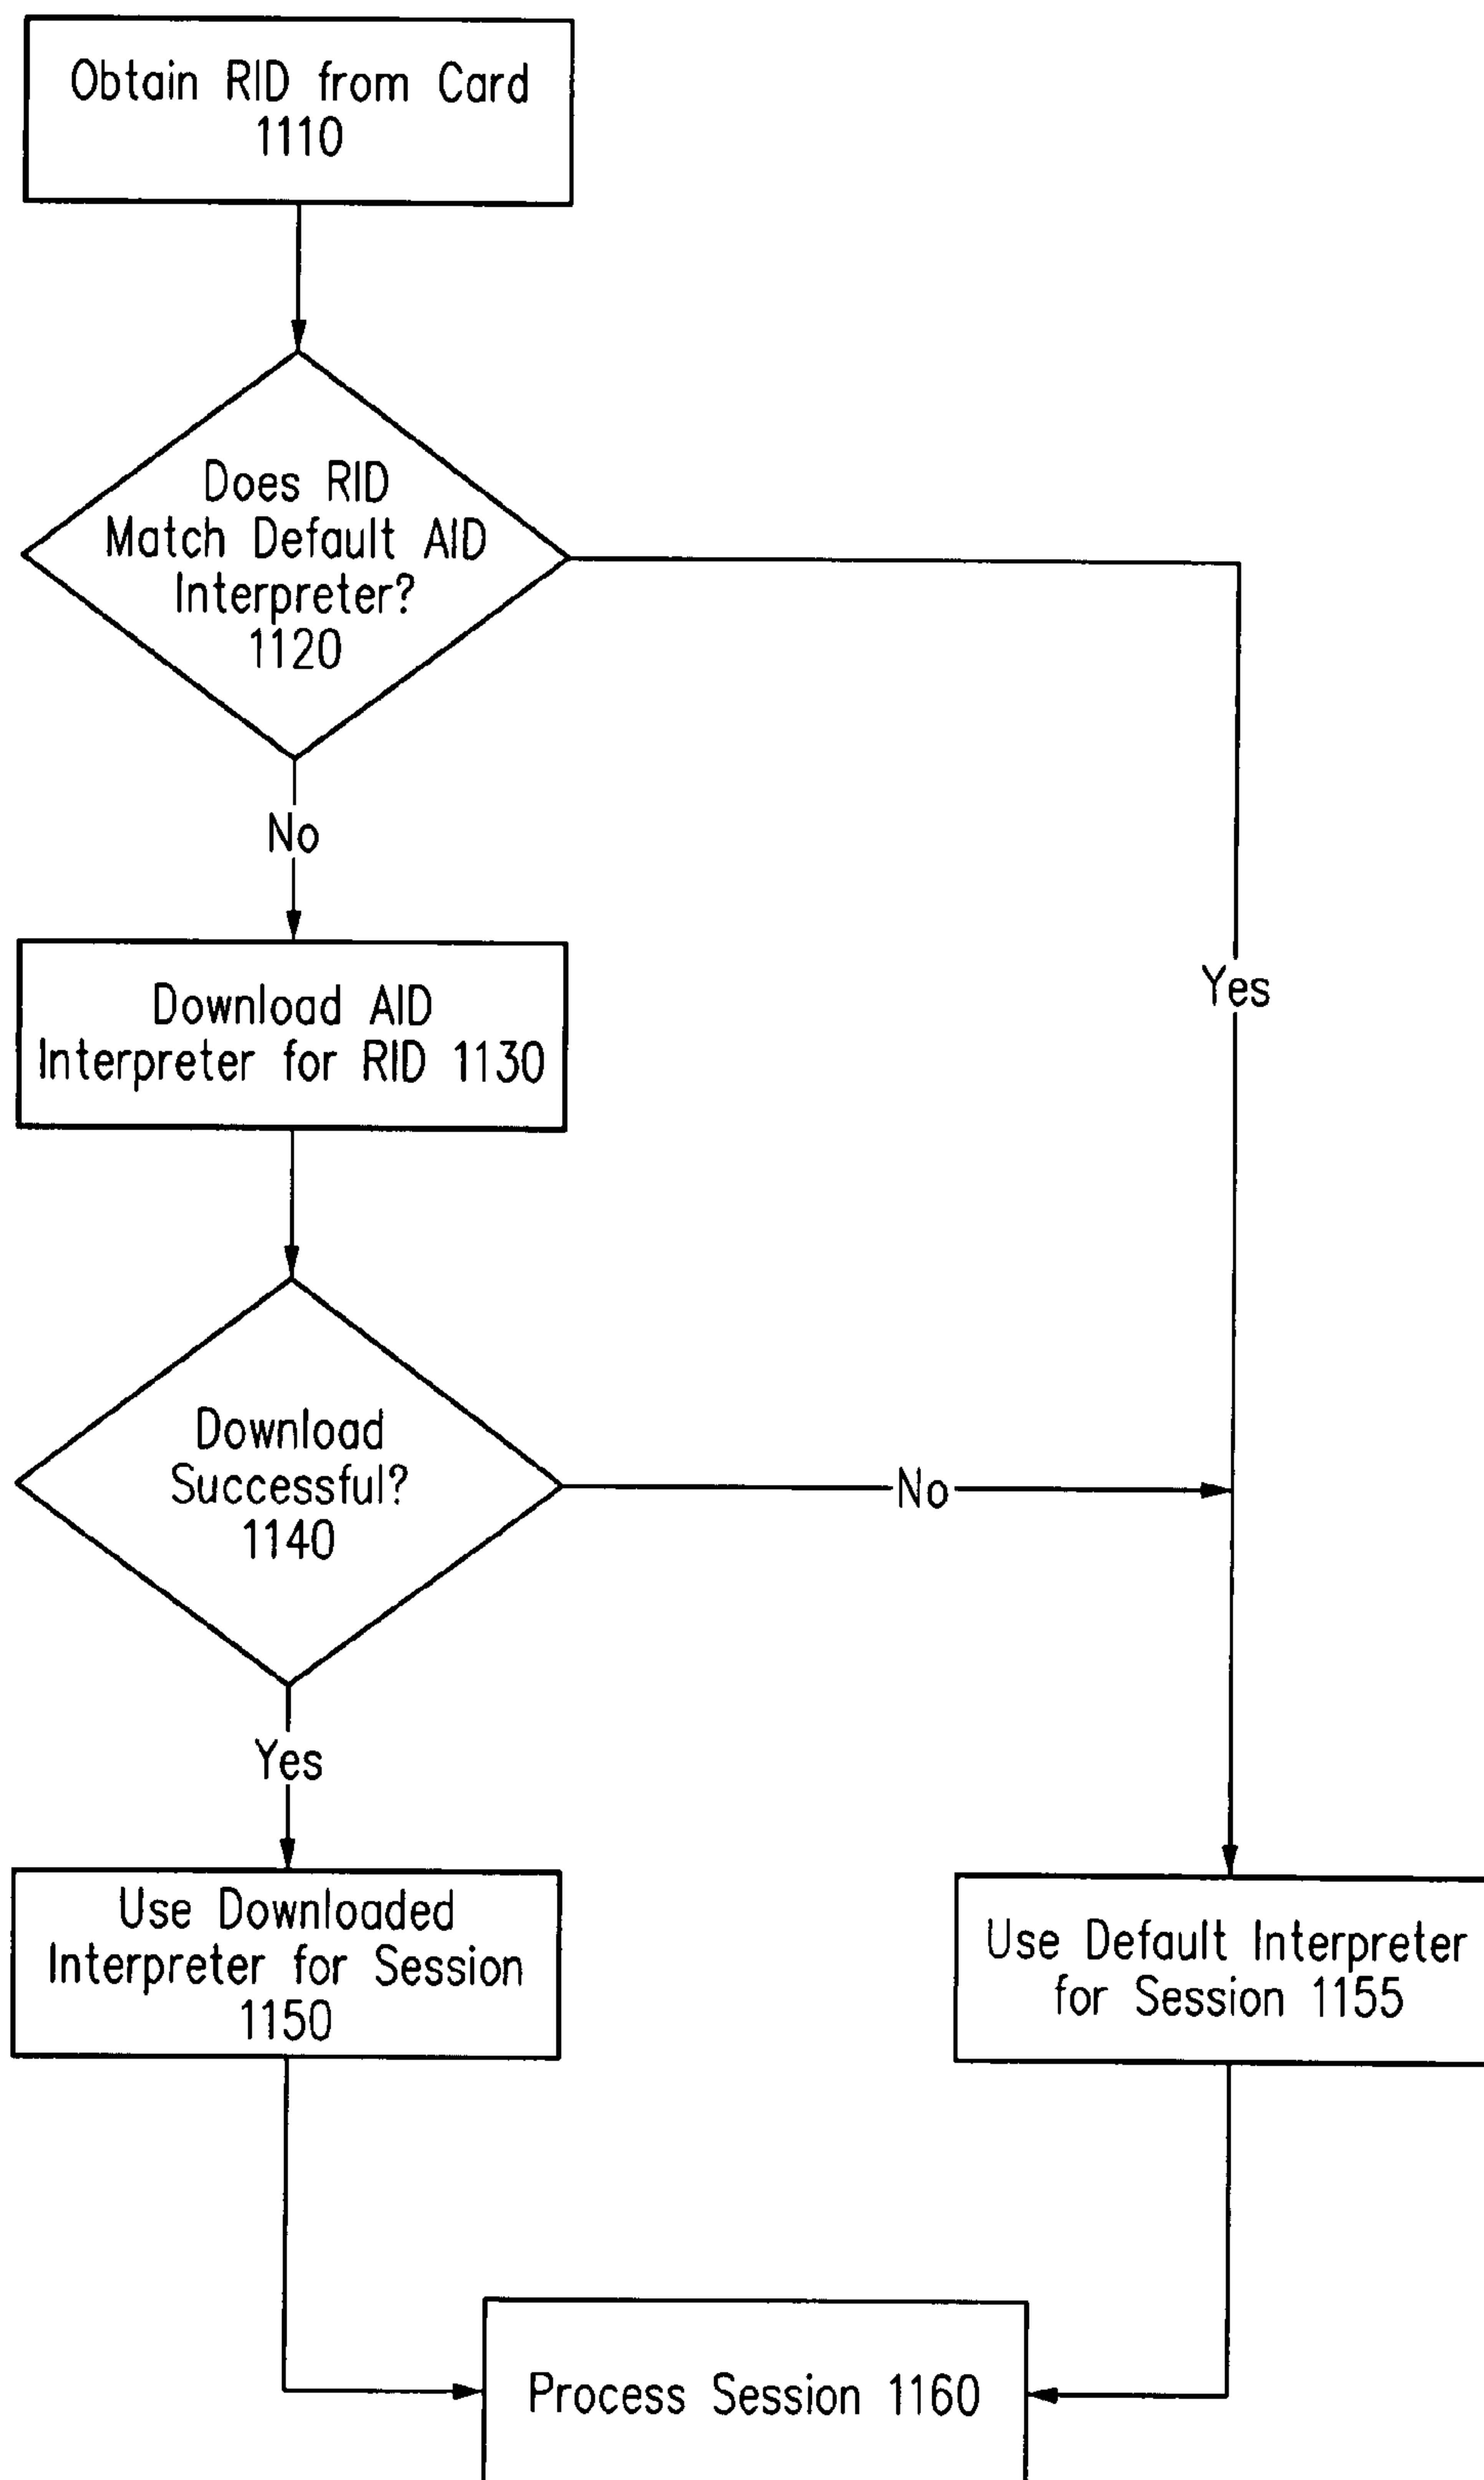 Obtain RID from Card
1110
Does RID
Match Default AID
Interpreter?
1120
No
Yes
Download AID
Interpreter for RID 1130
Download
Successful?
1140
No
Yes
Use Downloaded
Interpreter for Session
1150
Use Default Interpreter
for Session 1155
Process Session 1160